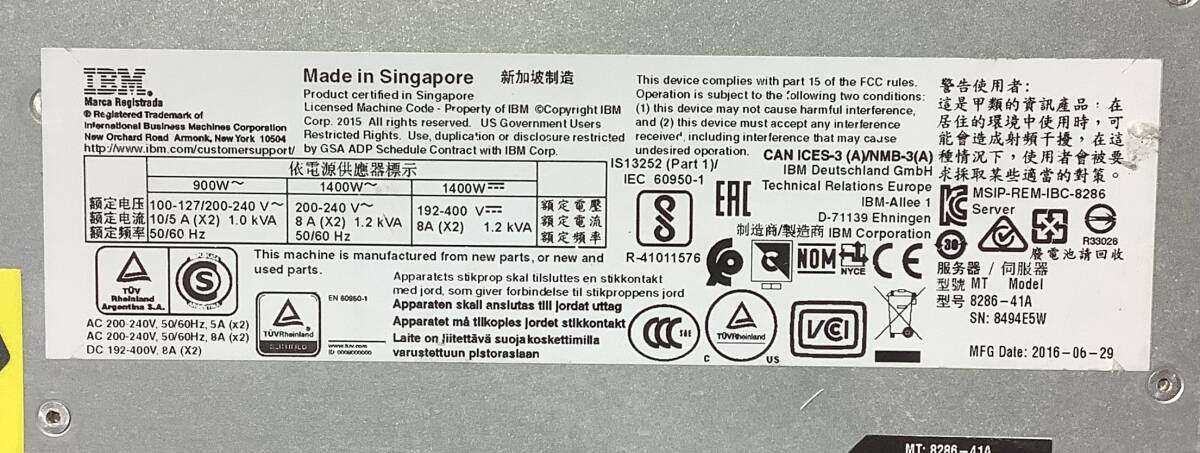 IBM.
Marca Registrada
® Registered Trademark of
International Business Machines Corporation
New Orchard Road Armonk, New York 10504
http://www.ibm.com/customersupport/
Made in Singapore 新加坡制造
Product certified in Singapore
Licensed Machine Code - Property of IBM ©Copyright IBM
Corp. 2015 All rights reserved. US Government Users
Restricted Rights. Use, duplication or disclosure restricted
by GSA ADP Schedule Contract with IBM Corp.
This device complies with part 15 of the FCC rules.
Operation is subject to the following two conditions:
(1) this device may not cause harmful interference,
and (2) this device must accept any interference
received, including interference that may cause
undesired operation.
CAN ICES-3 (A)/NMB-3(A)
警告使用者:
這是甲類的資訊產品，在
居住的環境中使用時，可
能會造成射頻干擾，在這
種情況下，使用者會被要
求採取某些適當的對策。
依電源供應器標示
900W~ 1400W~ 1400W⎓
额定电压 100-127/200-240 V~ 200-240 V~ 192-400 V⎓ 額定電壓
额定电流 10/5 A (X2) 1.0 kVA 8 A (X2) 1.2 kVA 8A (X2) 1.2 kVA 額定電流
额定频率 50/60 Hz 50/60 Hz 額定頻率
IS13252 (Part 1)/
IEC 60950-1
R-41011576
EAC
IBM Deutschland GmbH
Technical Relations Europe
IBM-Allee 1
D-71139 Ehningen
制造商/製造商 IBM Corporation
MSIP-REM-IBC-8286
Server
R33026
廢電池請回收
30
NOM
NYCE
CE
TÜV
Rheinland
Argentina S.A.
S
ARGENTINA
AC 200-240V, 50/60Hz, 5A (x2)
AC 200-240V, 50/60Hz, 8A (x2)
DC 192-400V, 8A (X2)
This machine is manufactured from new parts, or new and
used parts.
TÜVRheinland
CERTIFIED
EN 60950-1
www.tuv.com
ID 0000000000
Apparatets stikprop skal tilsluttes en stikkontakt
med jord, som giver forbindelse til stikproppens jord
Apparaten skall anslutas till jordat uttag
Apparatet må tilkoples jordet stikkontakt
Laite on liitettävä suojakoskettimilla
varustettuun pistorasiaan
CCC S&E
TÜVRheinland
C US
VCCI
服务器 / 伺服器
型號 MT Model
型号 8286-41A
SN: 8494E5W
MFG Date: 2016-06-29
MT: 8286-41A